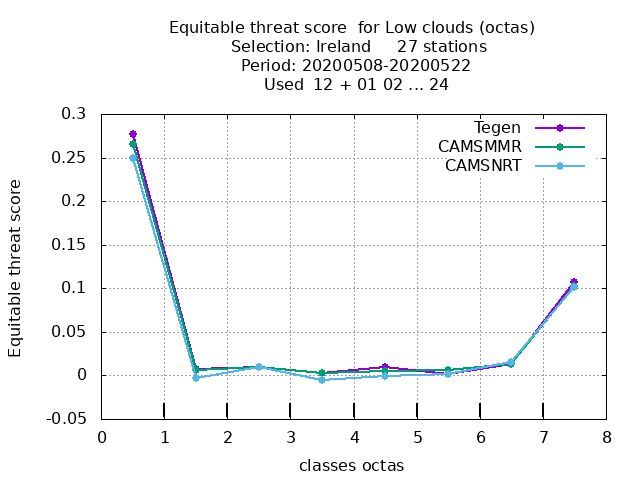 Equitable threat score  for Low clouds (octas)
Selection: Ireland     27 stations
Period: 20200508-20200522
Used  12 + 01 02 ... 24
Tegen
CAMSMMR
CAMSNRT
Equitable threat score
0.3
0.25
0.2
0.15
0.1
0.05
0
-0.05
0 1 2 3 4 5 6 7 8
classes octas